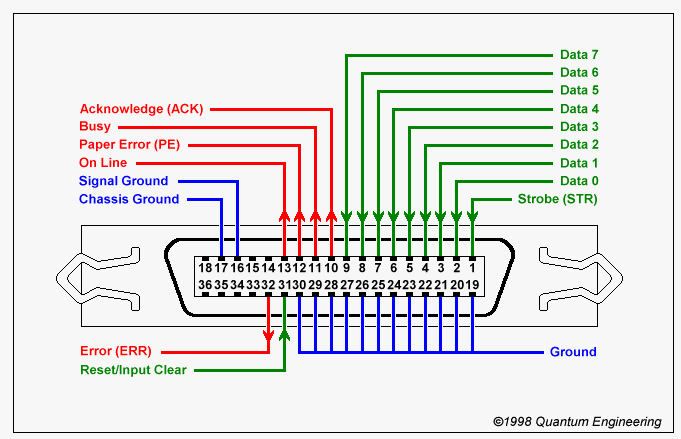 Data 7
Data 6
Data 5
Acknowledge (ACK) Data 4
Busy Data 3
Paper Error (PE) Data 2
On Line Data 1
Signal Ground Data 0
Chassis Ground Strobe (STR)
18 17 16 15 14 13 12 11 10 9 8 7 6 5 4 3 2 1
36 35 34 33 32 31 30 29 28 27 26 25 24 23 22 21 20 19
Error (ERR) Ground
Reset/Input Clear
©1998 Quantum Engineering